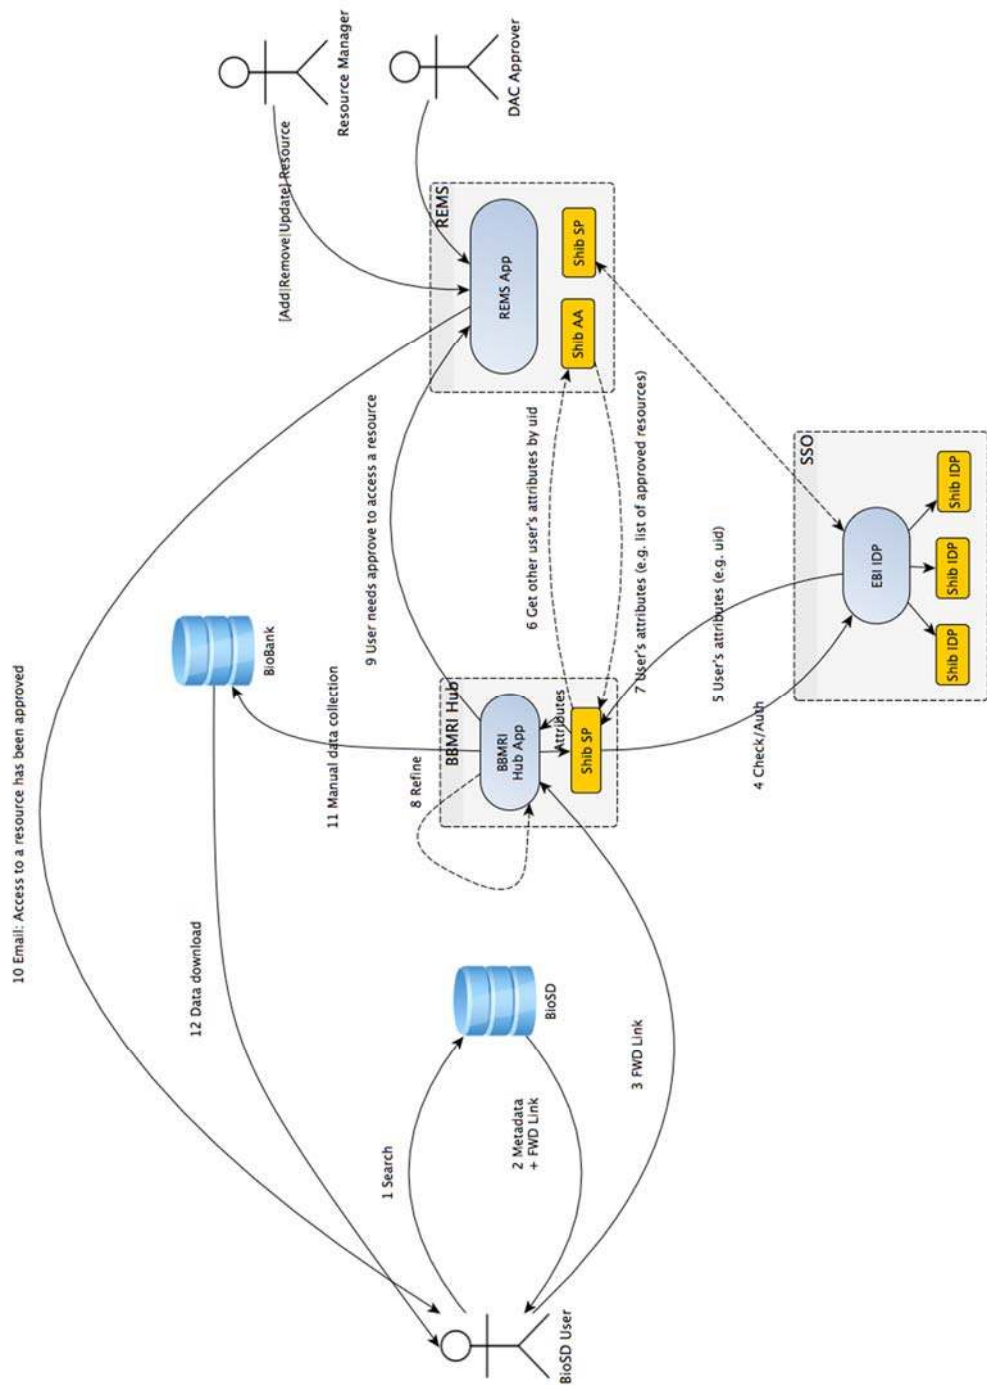 10 Email: Access to a resource has been approved
[Add|Remove|Update] Resource
Resource Manager
12 Data download
BioBank
11 Manual data collection
9 User needs approve to access a resource
DAC Approver
1 Search
8 Refine
BBMRI Hub
BBMRI
Hub App
Attributes
Shib SP
REMS
REMS App
Shib AA
Shib SP
2 Metadata
+ FWD Link
BioSD
BioSD User
6 Get other user's attributes by uid
7 User's attributes (e.g. list of approved resources)
3 FWD Link
5 User's attributes (e.g. uid)
4 Check/Auth
SSO
EBI IDP
Shib IDP
Shib IDP
Shib IDP